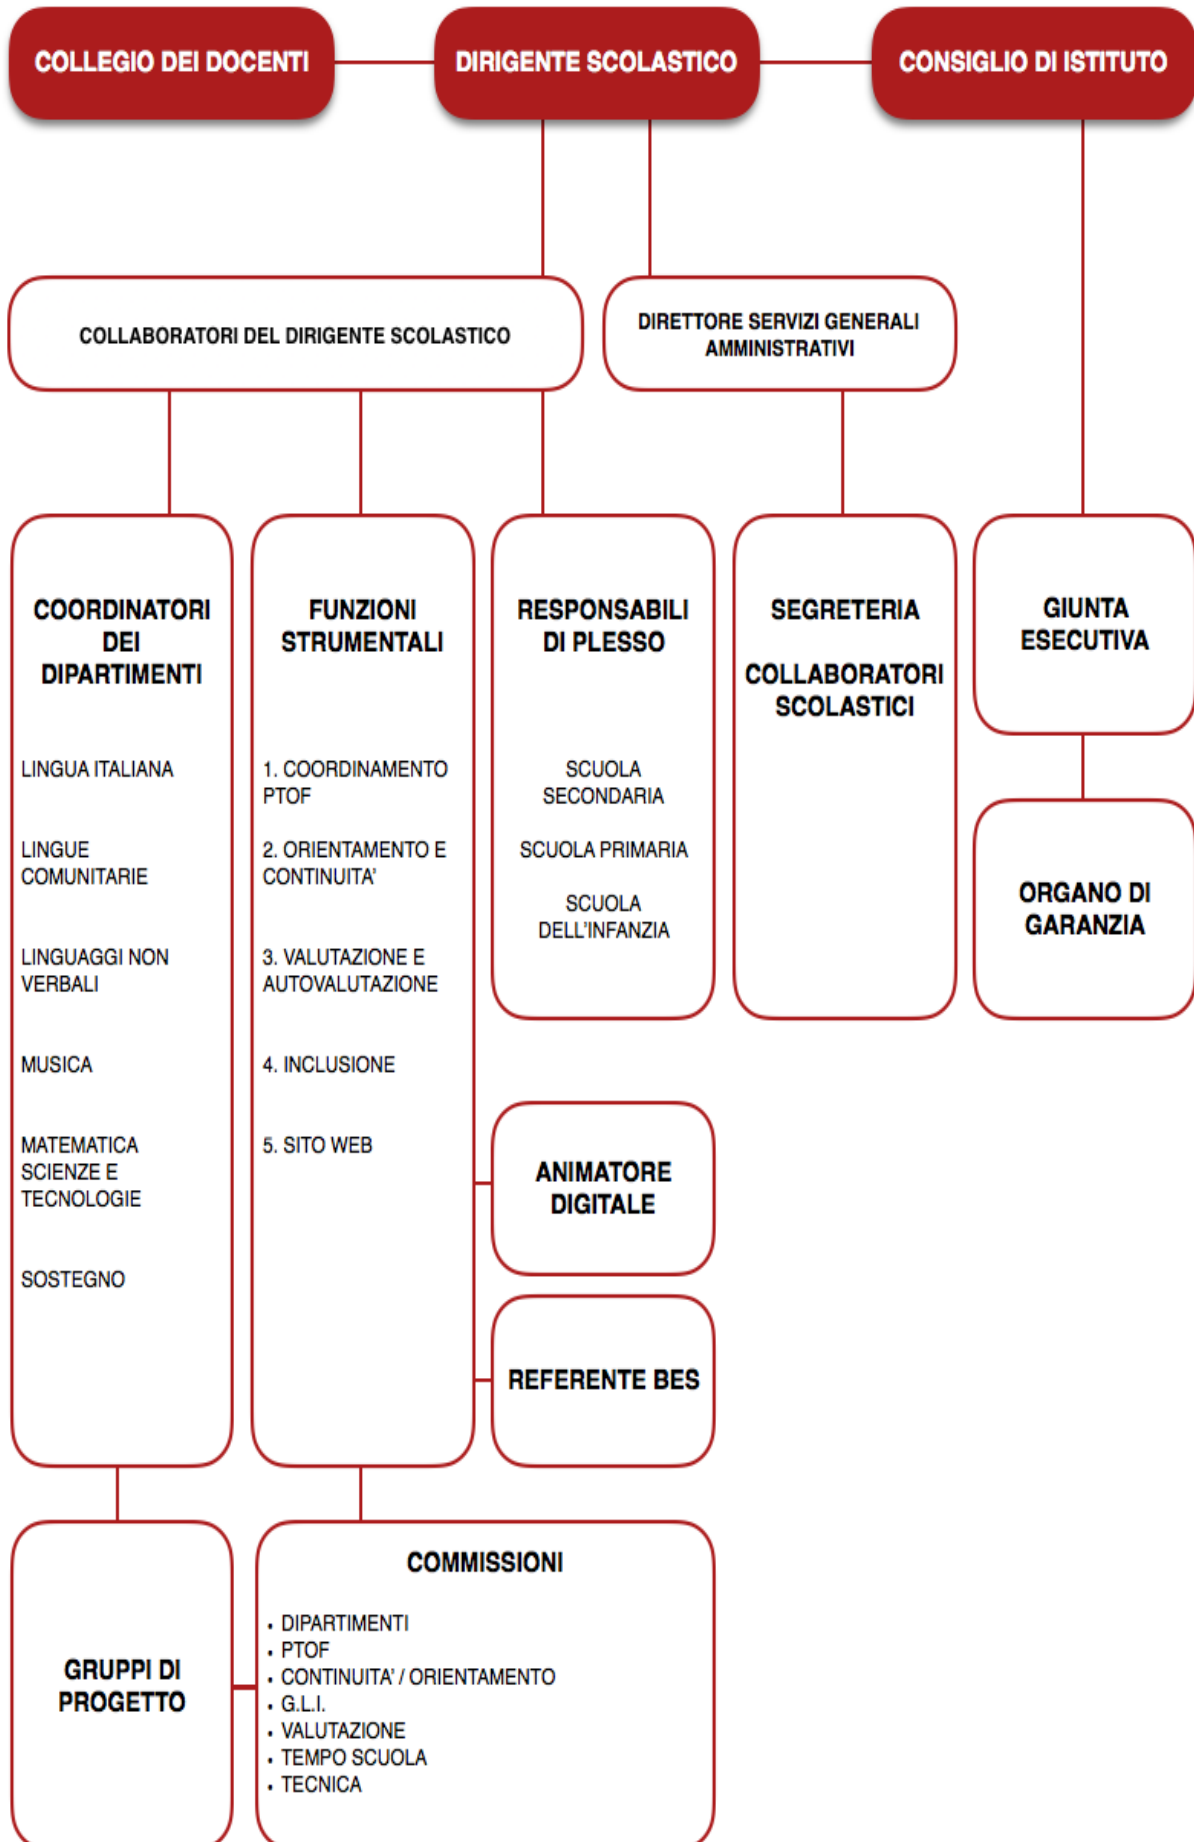 COLLEGIO DEI DOCENTI
DIRIGENTE SCOLASTICO
CONSIGLIO DI ISTITUTO
COLLABORATORI DEL DIRIGENTE SCOLASTICO
DIRETTORE SERVIZI GENERALI
AMMINISTRATIVI
COORDINATORI
DEI
DIPARTIMENTI
LINGUA ITALIANA
LINGUE
COMUNITARIE
LINGUAGGI NON
VERBALI
MUSICA
MATEMATICA
SCIENZE E
TECNOLOGIE
SOSTEGNO
FUNZIONI
STRUMENTALI
1. COORDINAMENTO
PTOF
2. ORIENTAMENTO E
CONTINUITA'
3. VALUTAZIONE E
AUTOVALUTAZIONE
4. INCLUSIONE
5. SITO WEB
RESPONSABILI
DI PLESSO
SCUOLA
SECONDARIA
SCUOLA PRIMARIA
SCUOLA
DELL'INFANZIA
SEGRETERIA
COLLABORATORI
SCOLASTICI
GIUNTA
ESECUTIVA
ORGANO DI
GARANZIA
ANIMATORE
DIGITALE
REFERENTE BES
GRUPPI DI
PROGETTO
COMMISSIONI
• DIPARTIMENTI
• PTOF
• CONTINUITA' / ORIENTAMENTO
• G.L.I.
• VALUTAZIONE
• TEMPO SCUOLA
• TECNICA